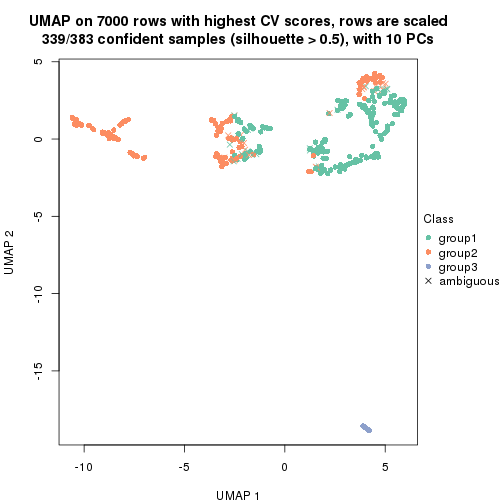 UMAP on 7000 rows with highest CV scores, rows are scaled
339/383 confident samples (silhouette > 0.5), with 10 PCs
5
0
-5
-10
-15
UMAP 2
-10
-5
0
5
UMAP 1
Class
group1
group2
group3
ambiguous